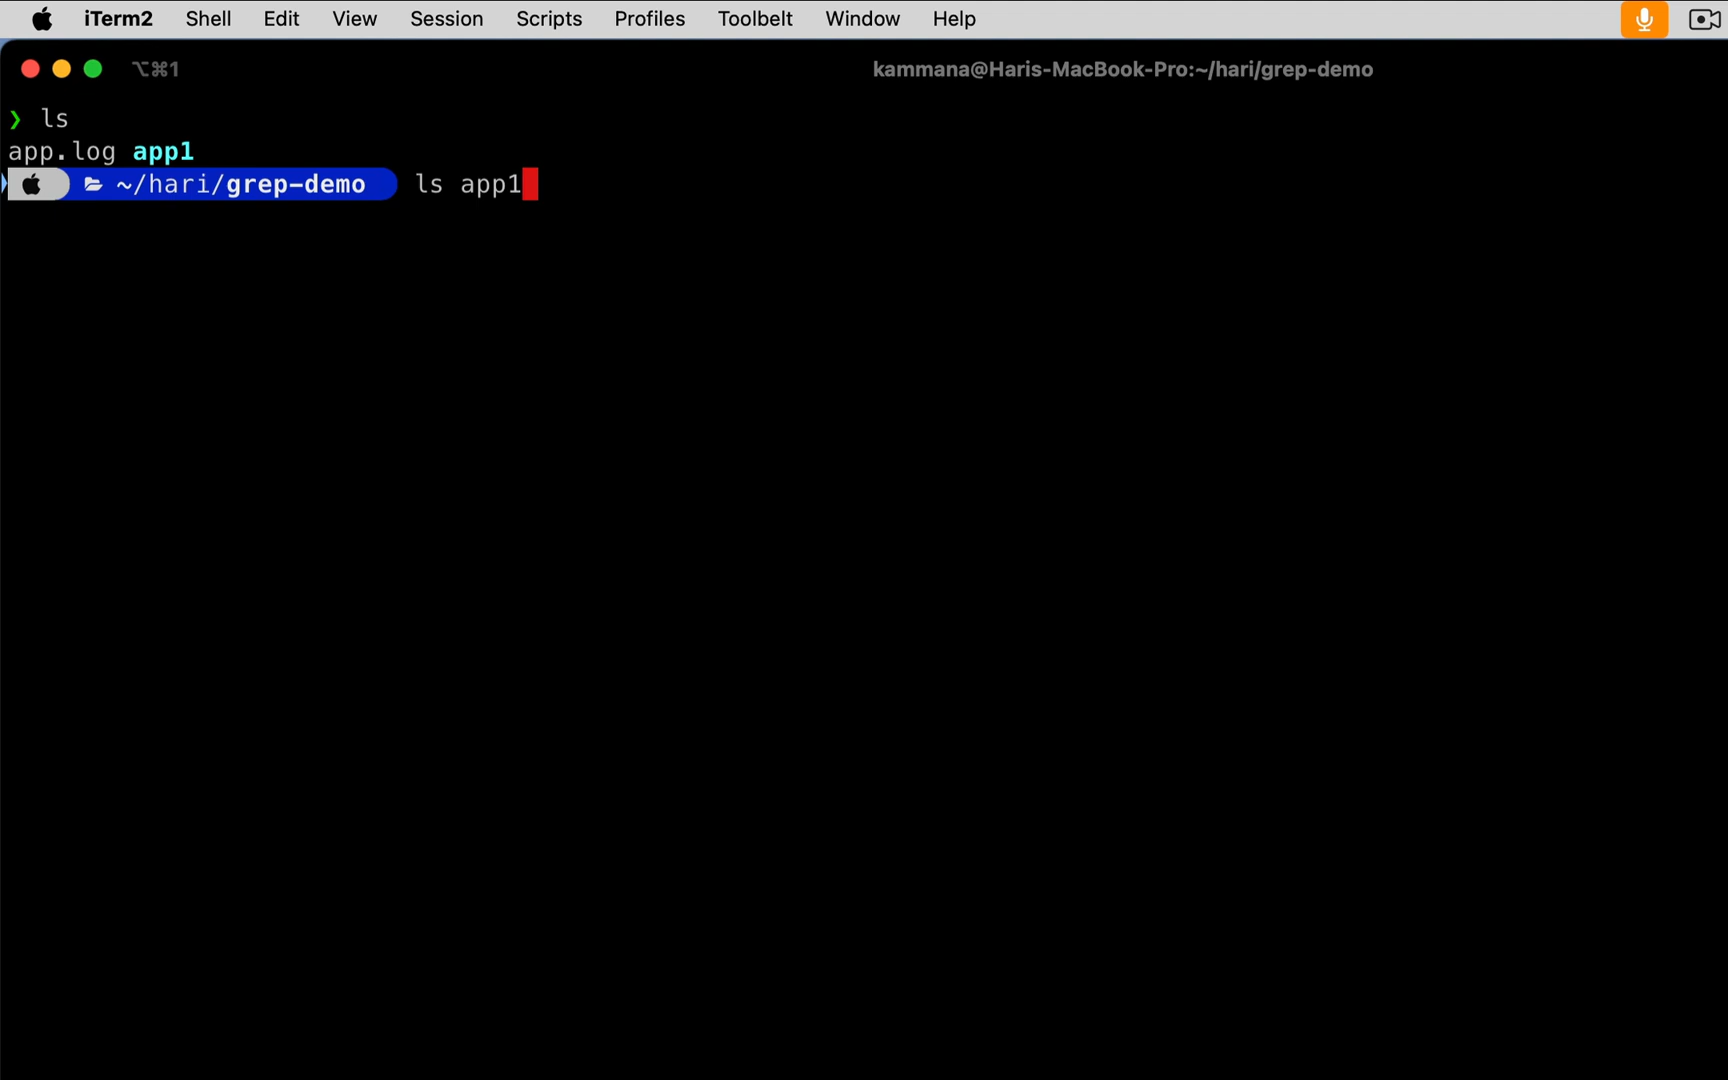 iTerm2 Shell Edit View Session Scripts Profiles Toolbelt Window Help
⌥⌘1 kammana@Haris-MacBook-Pro:~/hari/grep-demo
❯ ls
app.log app1
~/hari/grep-demo ls app1